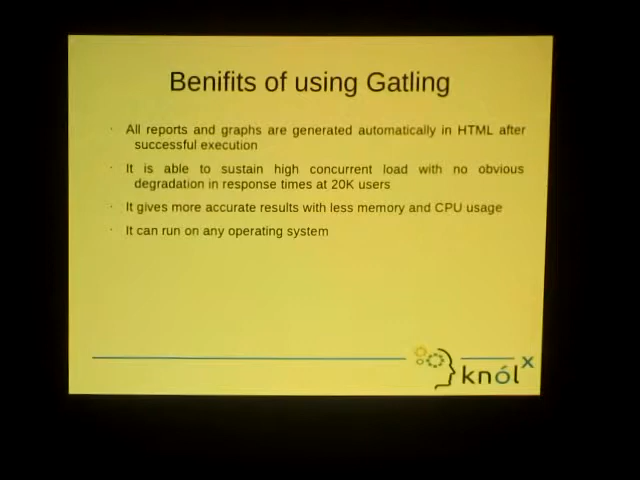 Benifits of using Gatling
· All reports and graphs are generated automatically in HTML after
successful execution
· It is able to sustain high concurrent load with no obvious
degradation in response times at 20K users
· It gives more accurate results with less memory and CPU usage
· It can run on any operating system
knólx